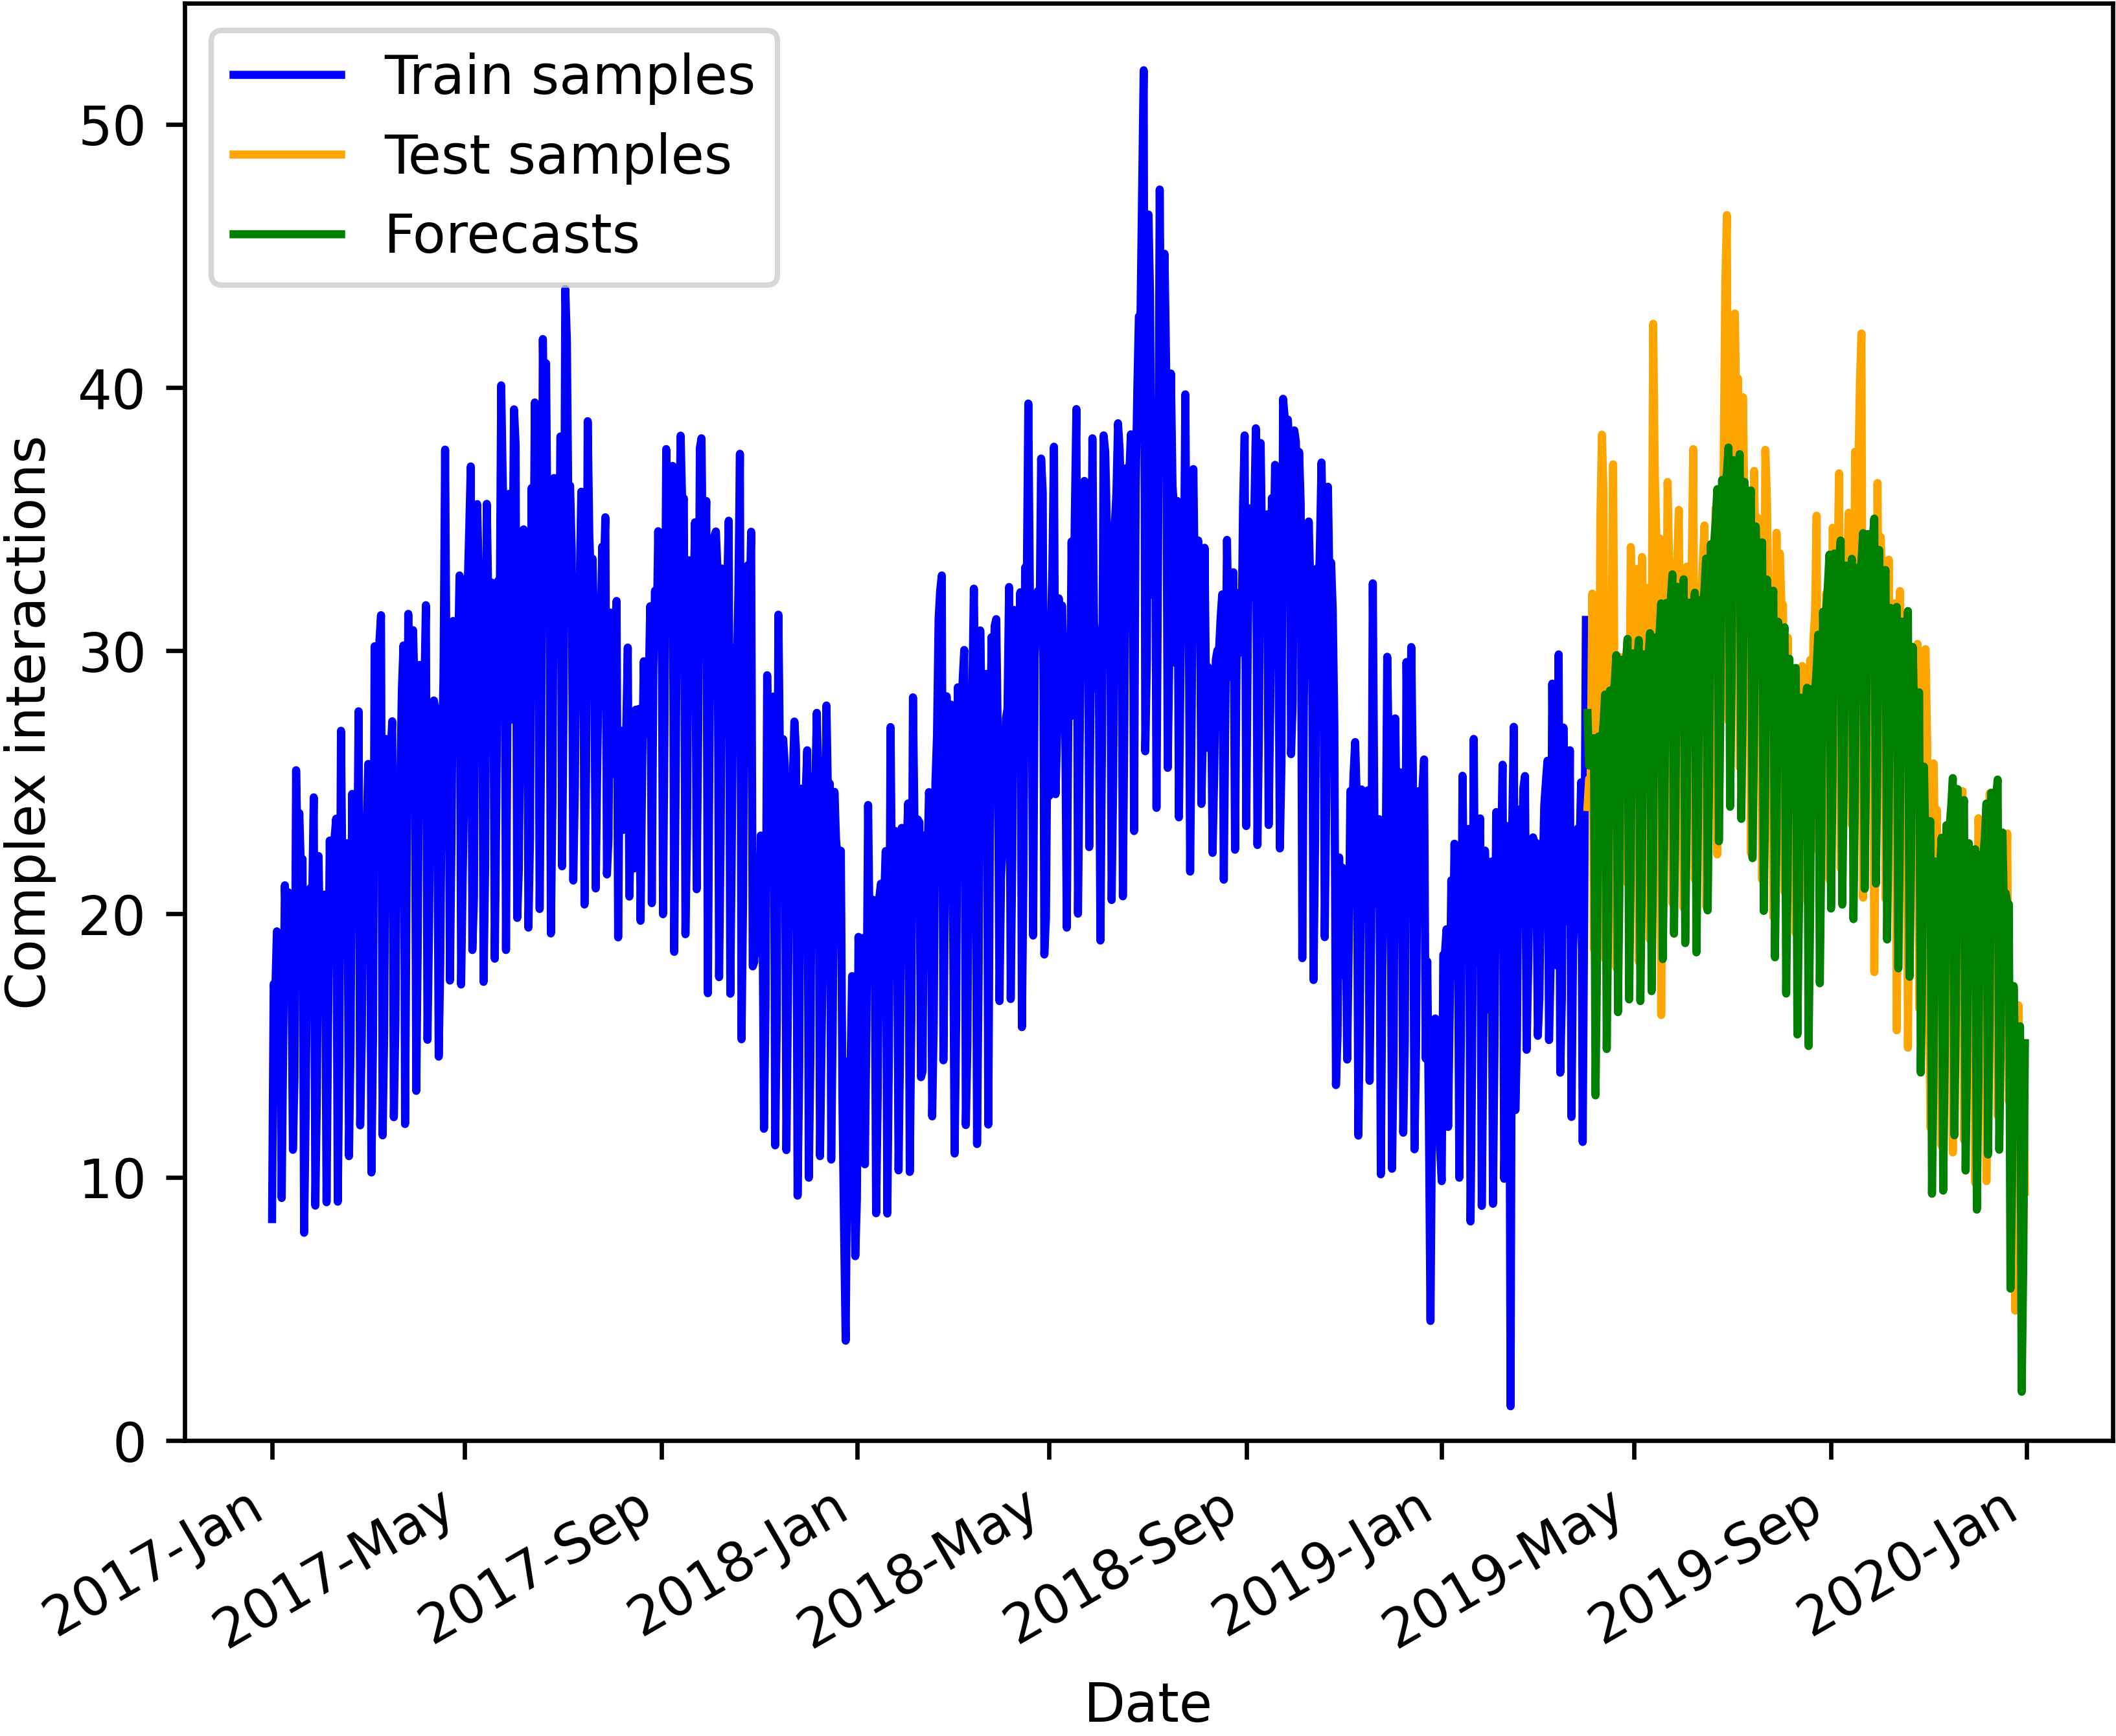 Train samples
Test samples
Forecasts
Complex interactions
50
40
30
20
10
0
2017-Jan
2017-May
2017-Sep
2018-Jan
2018-May
2018-Sep
2019-Jan
2019-May
2019-Sep
2020-Jan
Date